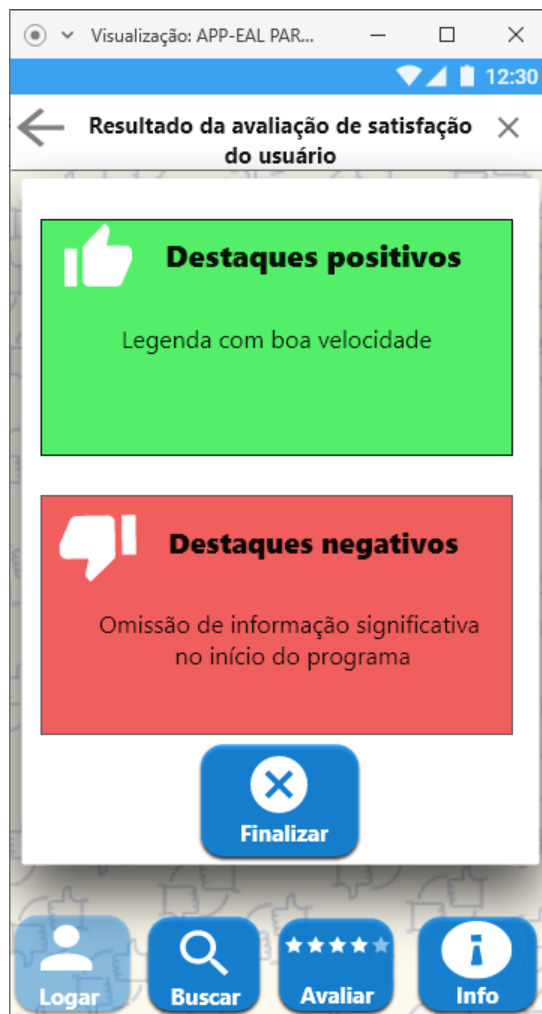 Visualização: APP-EAL PAR...
12:30
Resultado da avaliação de satisfação
do usuário
Destaques positivos
Legenda com boa velocidade
Destaques negativos
Omissão de informação significativa
no início do programa
Finalizar
Logar
Buscar
Avaliar
Info